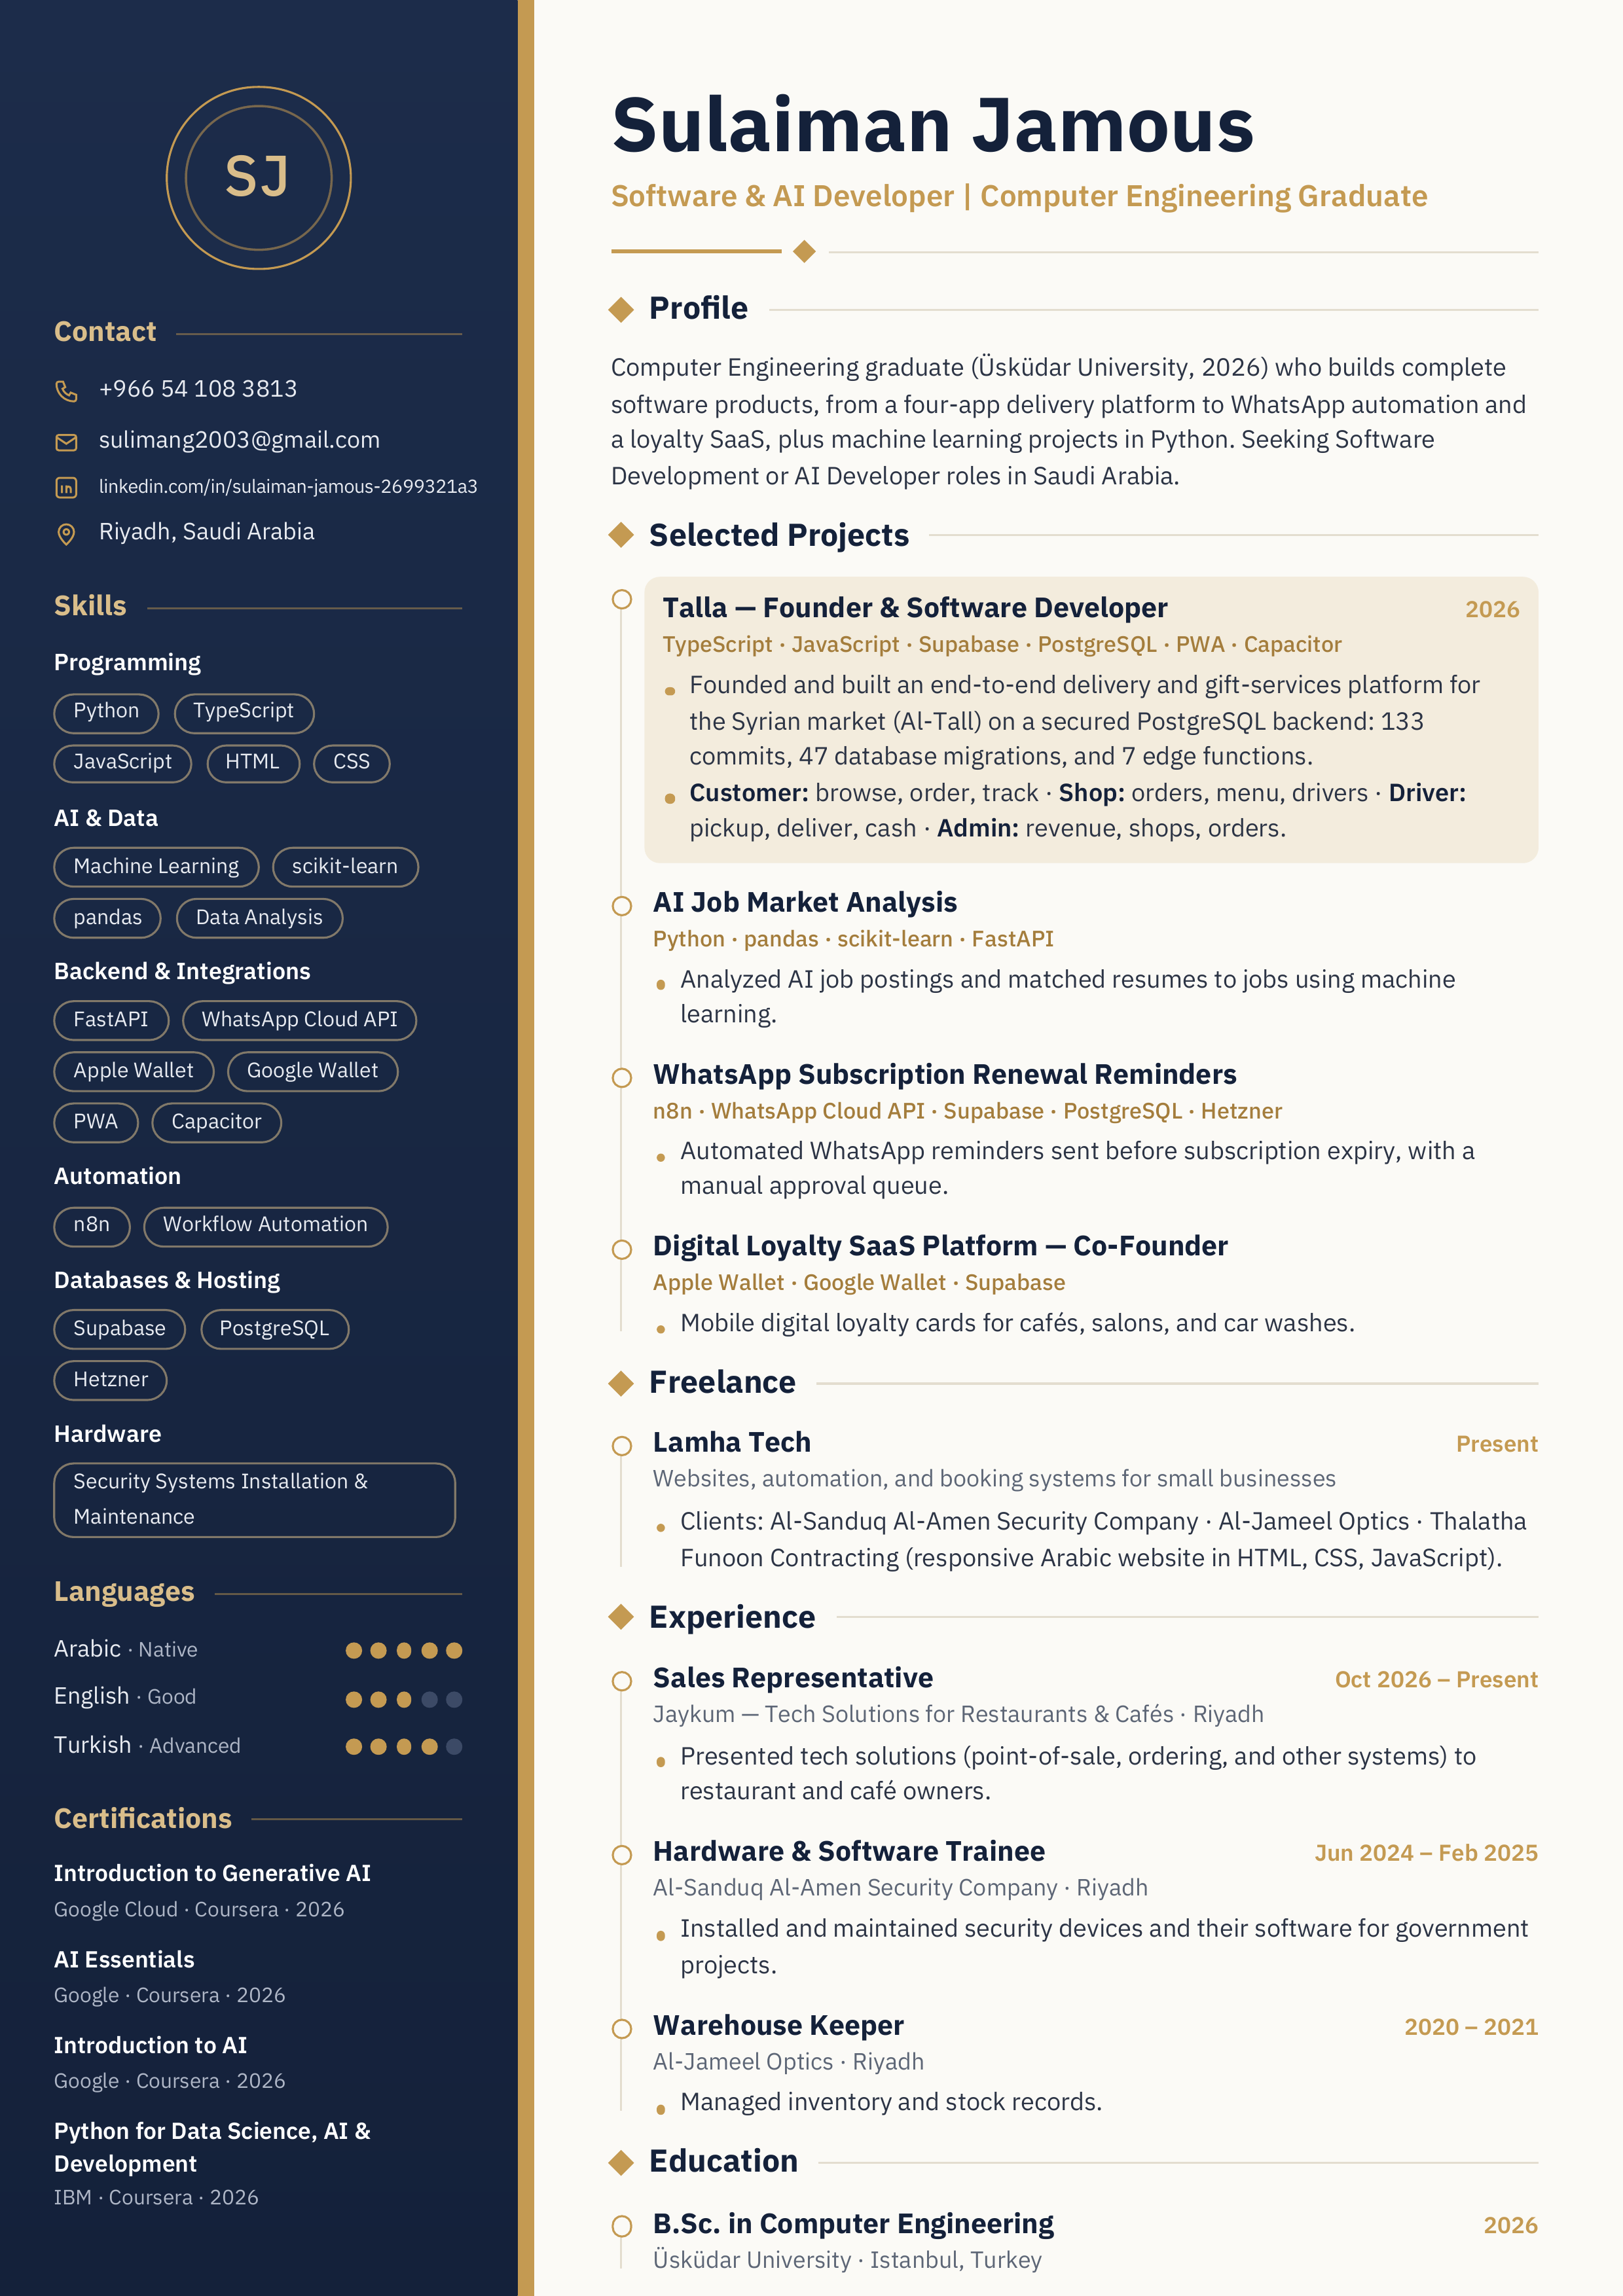 SJ
Contact
+966 54 108 3813
sulimang2003@gmail.com
linkedin.com/in/sulaiman-jamous-2699321a3
Riyadh, Saudi Arabia
Skills
Programming
Python TypeScript
JavaScript HTML CSS
AI & Data
Machine Learning scikit-learn
pandas Data Analysis
Backend & Integrations
FastAPI WhatsApp Cloud API
Apple Wallet Google Wallet
PWA Capacitor
Automation
n8n Workflow Automation
Databases & Hosting
Supabase PostgreSQL
Hetzner
Hardware
Security Systems Installation &
Maintenance
Languages
Arabic · Native
English · Good
Turkish · Advanced
Certifications
Introduction to Generative AI
Google Cloud · Coursera · 2026
AI Essentials
Google · Coursera · 2026
Introduction to AI
Google · Coursera · 2026
Python for Data Science, AI &
Development
IBM · Coursera · 2026
Sulaiman Jamous
Software & AI Developer | Computer Engineering Graduate
Profile
Computer Engineering graduate (Üsküdar University, 2026) who builds complete
software products, from a four-app delivery platform to WhatsApp automation and
a loyalty SaaS, plus machine learning projects in Python. Seeking Software
Development or AI Developer roles in Saudi Arabia.
Selected Projects
Talla — Founder & Software Developer 2026
TypeScript · JavaScript · Supabase · PostgreSQL · PWA · Capacitor
Founded and built an end-to-end delivery and gift-services platform for
the Syrian market (Al-Tall) on a secured PostgreSQL backend: 133
commits, 47 database migrations, and 7 edge functions.
Customer: browse, order, track · Shop: orders, menu, drivers · Driver:
pickup, deliver, cash · Admin: revenue, shops, orders.
AI Job Market Analysis
Python · pandas · scikit-learn · FastAPI
Analyzed AI job postings and matched resumes to jobs using machine
learning.
WhatsApp Subscription Renewal Reminders
n8n · WhatsApp Cloud API · Supabase · PostgreSQL · Hetzner
Automated WhatsApp reminders sent before subscription expiry, with a
manual approval queue.
Digital Loyalty SaaS Platform — Co-Founder
Apple Wallet · Google Wallet · Supabase
Mobile digital loyalty cards for cafés, salons, and car washes.
Freelance
Lamha Tech Present
Websites, automation, and booking systems for small businesses
Clients: Al-Sanduq Al-Amen Security Company · Al-Jameel Optics · Thalatha
Funoon Contracting (responsive Arabic website in HTML, CSS, JavaScript).
Experience
Sales Representative Oct 2026 – Present
Jaykum — Tech Solutions for Restaurants & Cafés · Riyadh
Presented tech solutions (point-of-sale, ordering, and other systems) to
restaurant and café owners.
Hardware & Software Trainee Jun 2024 – Feb 2025
Al-Sanduq Al-Amen Security Company · Riyadh
Installed and maintained security devices and their software for government
projects.
Warehouse Keeper 2020 – 2021
Al-Jameel Optics · Riyadh
Managed inventory and stock records.
Education
B.Sc. in Computer Engineering 2026
Üsküdar University · Istanbul, Turkey